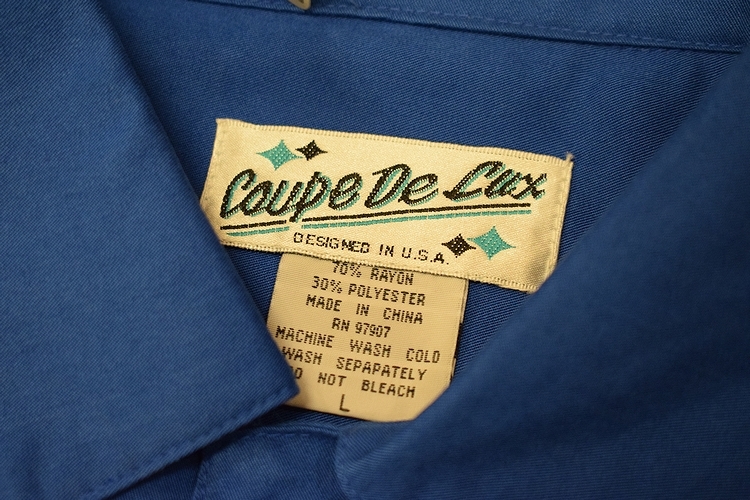 Coupe De Lux
DESIGNED IN U.S.A.
70% RAYON
30% POLYESTER
MADE IN CHINA
RN 97907
MACHINE WASH COLD
WASH SEPAPATELY
DO NOT BLEACH
L